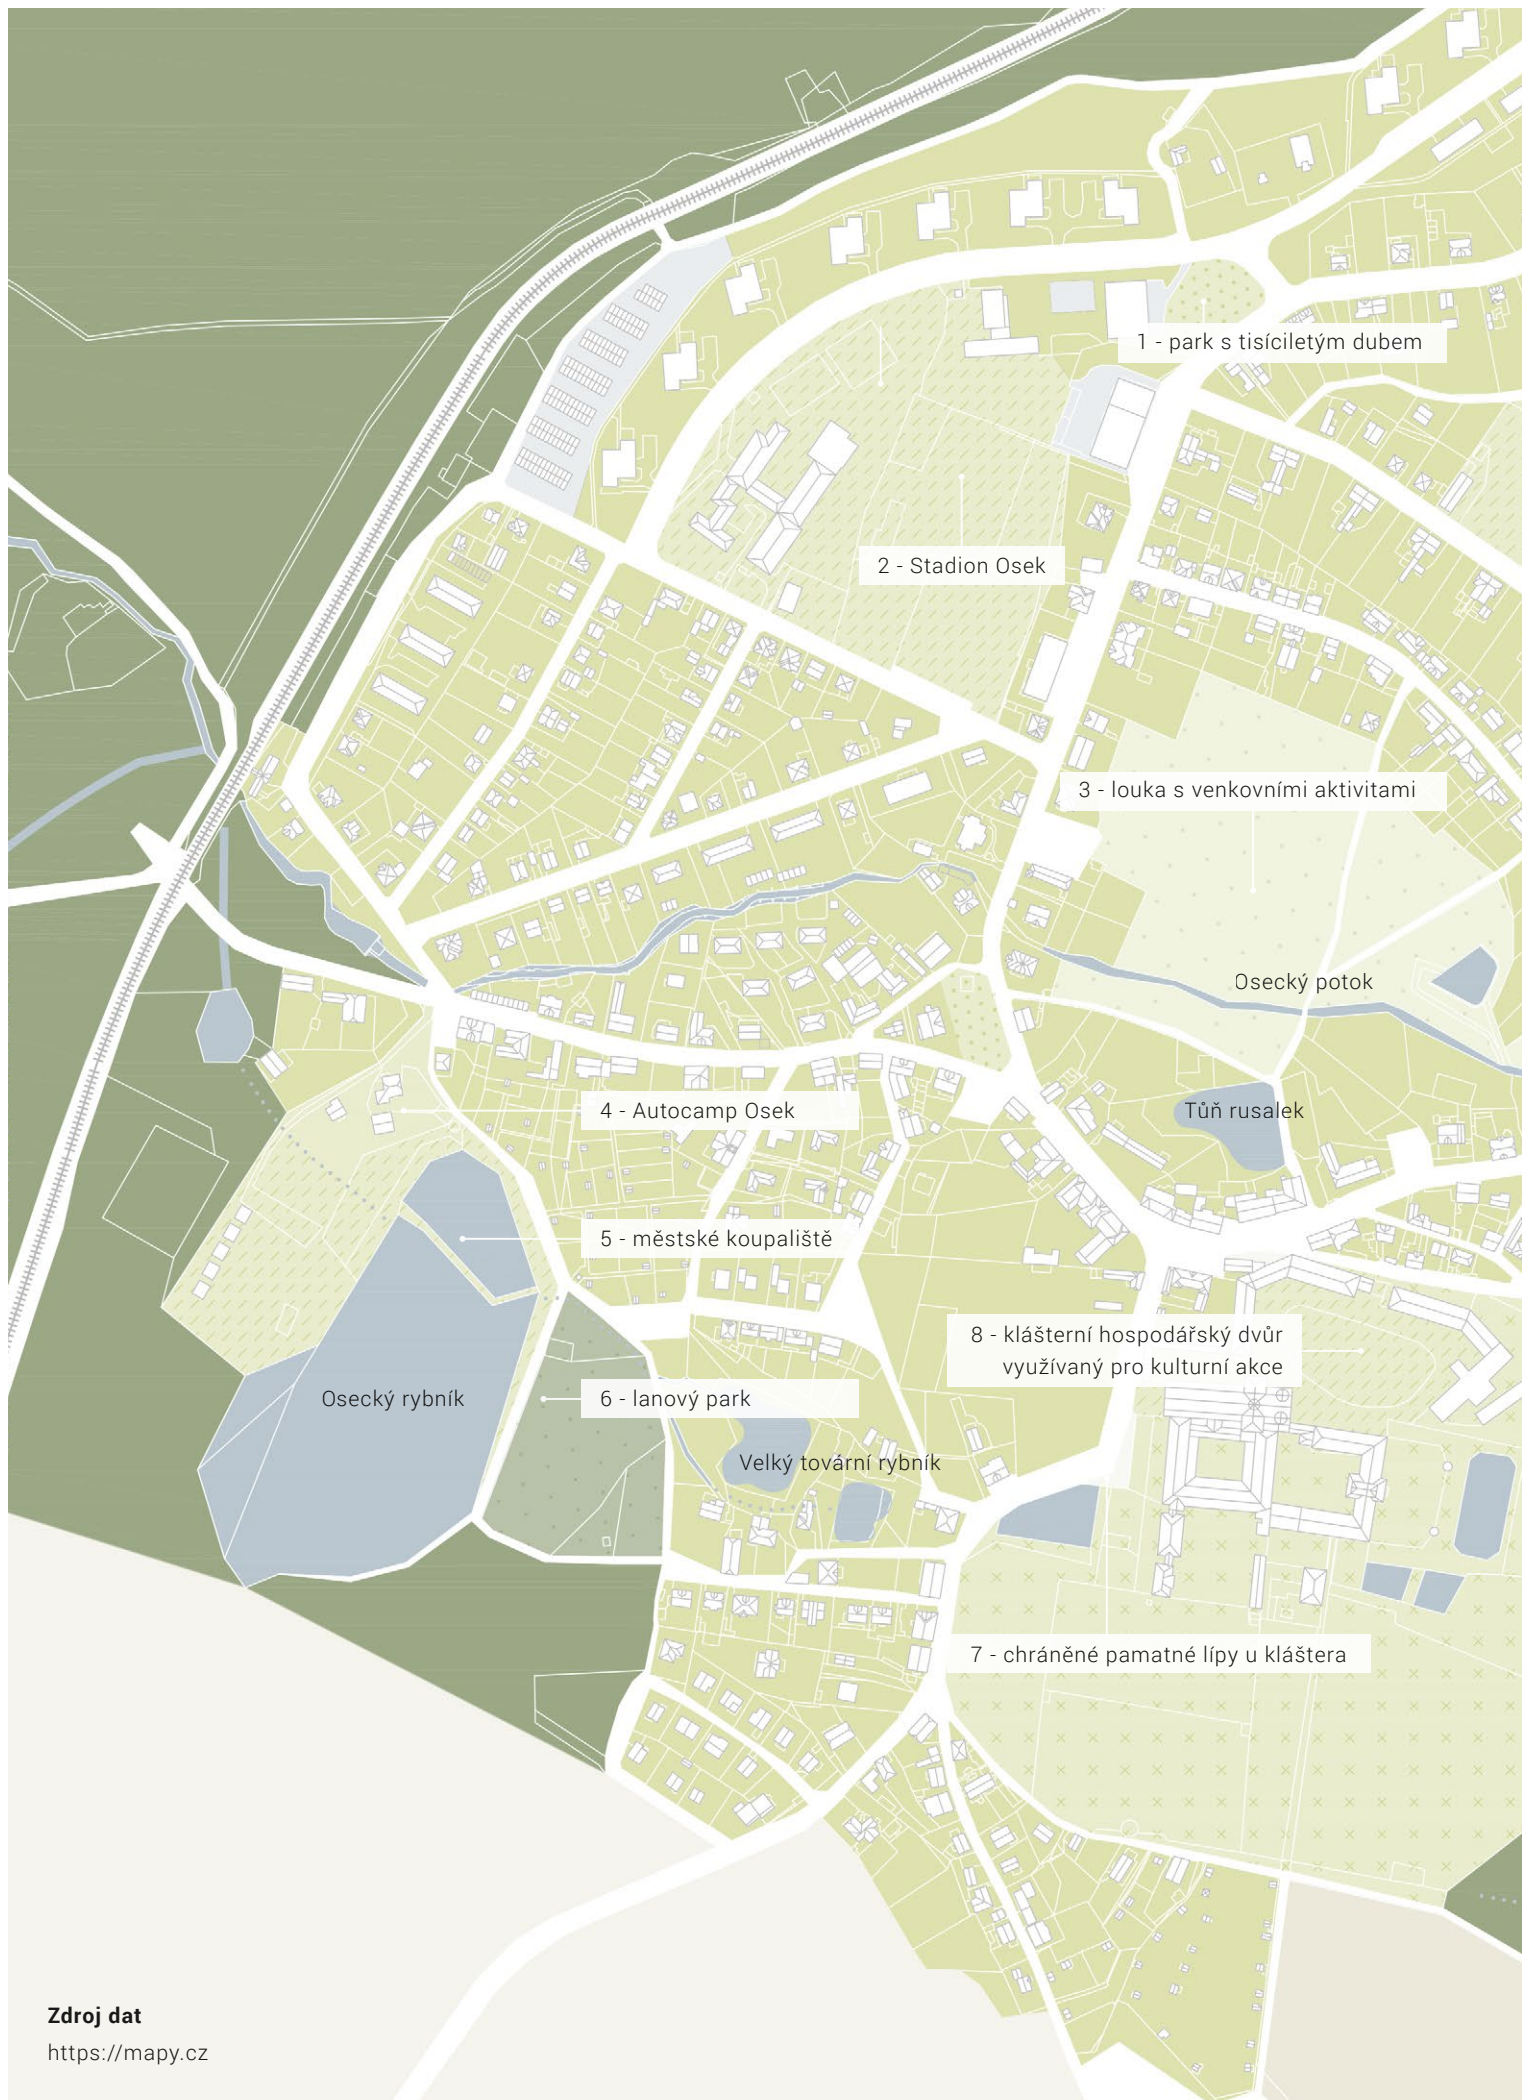 1 - park s tisíciletým dubem
2 - Stadion Osek
3 - louka s venkovními aktivitami
Osecký potok
Tůň rusalek
4 - Autocamp Osek
5 - městské koupaliště
8 - klášterní hospodářský dvůr
využívaný pro kulturní akce
Osecký rybník
6 - lanový park
Velký tovární rybník
7 - chráněné pamatné lípy u kláštera
Zdroj dat
https://mapy.cz